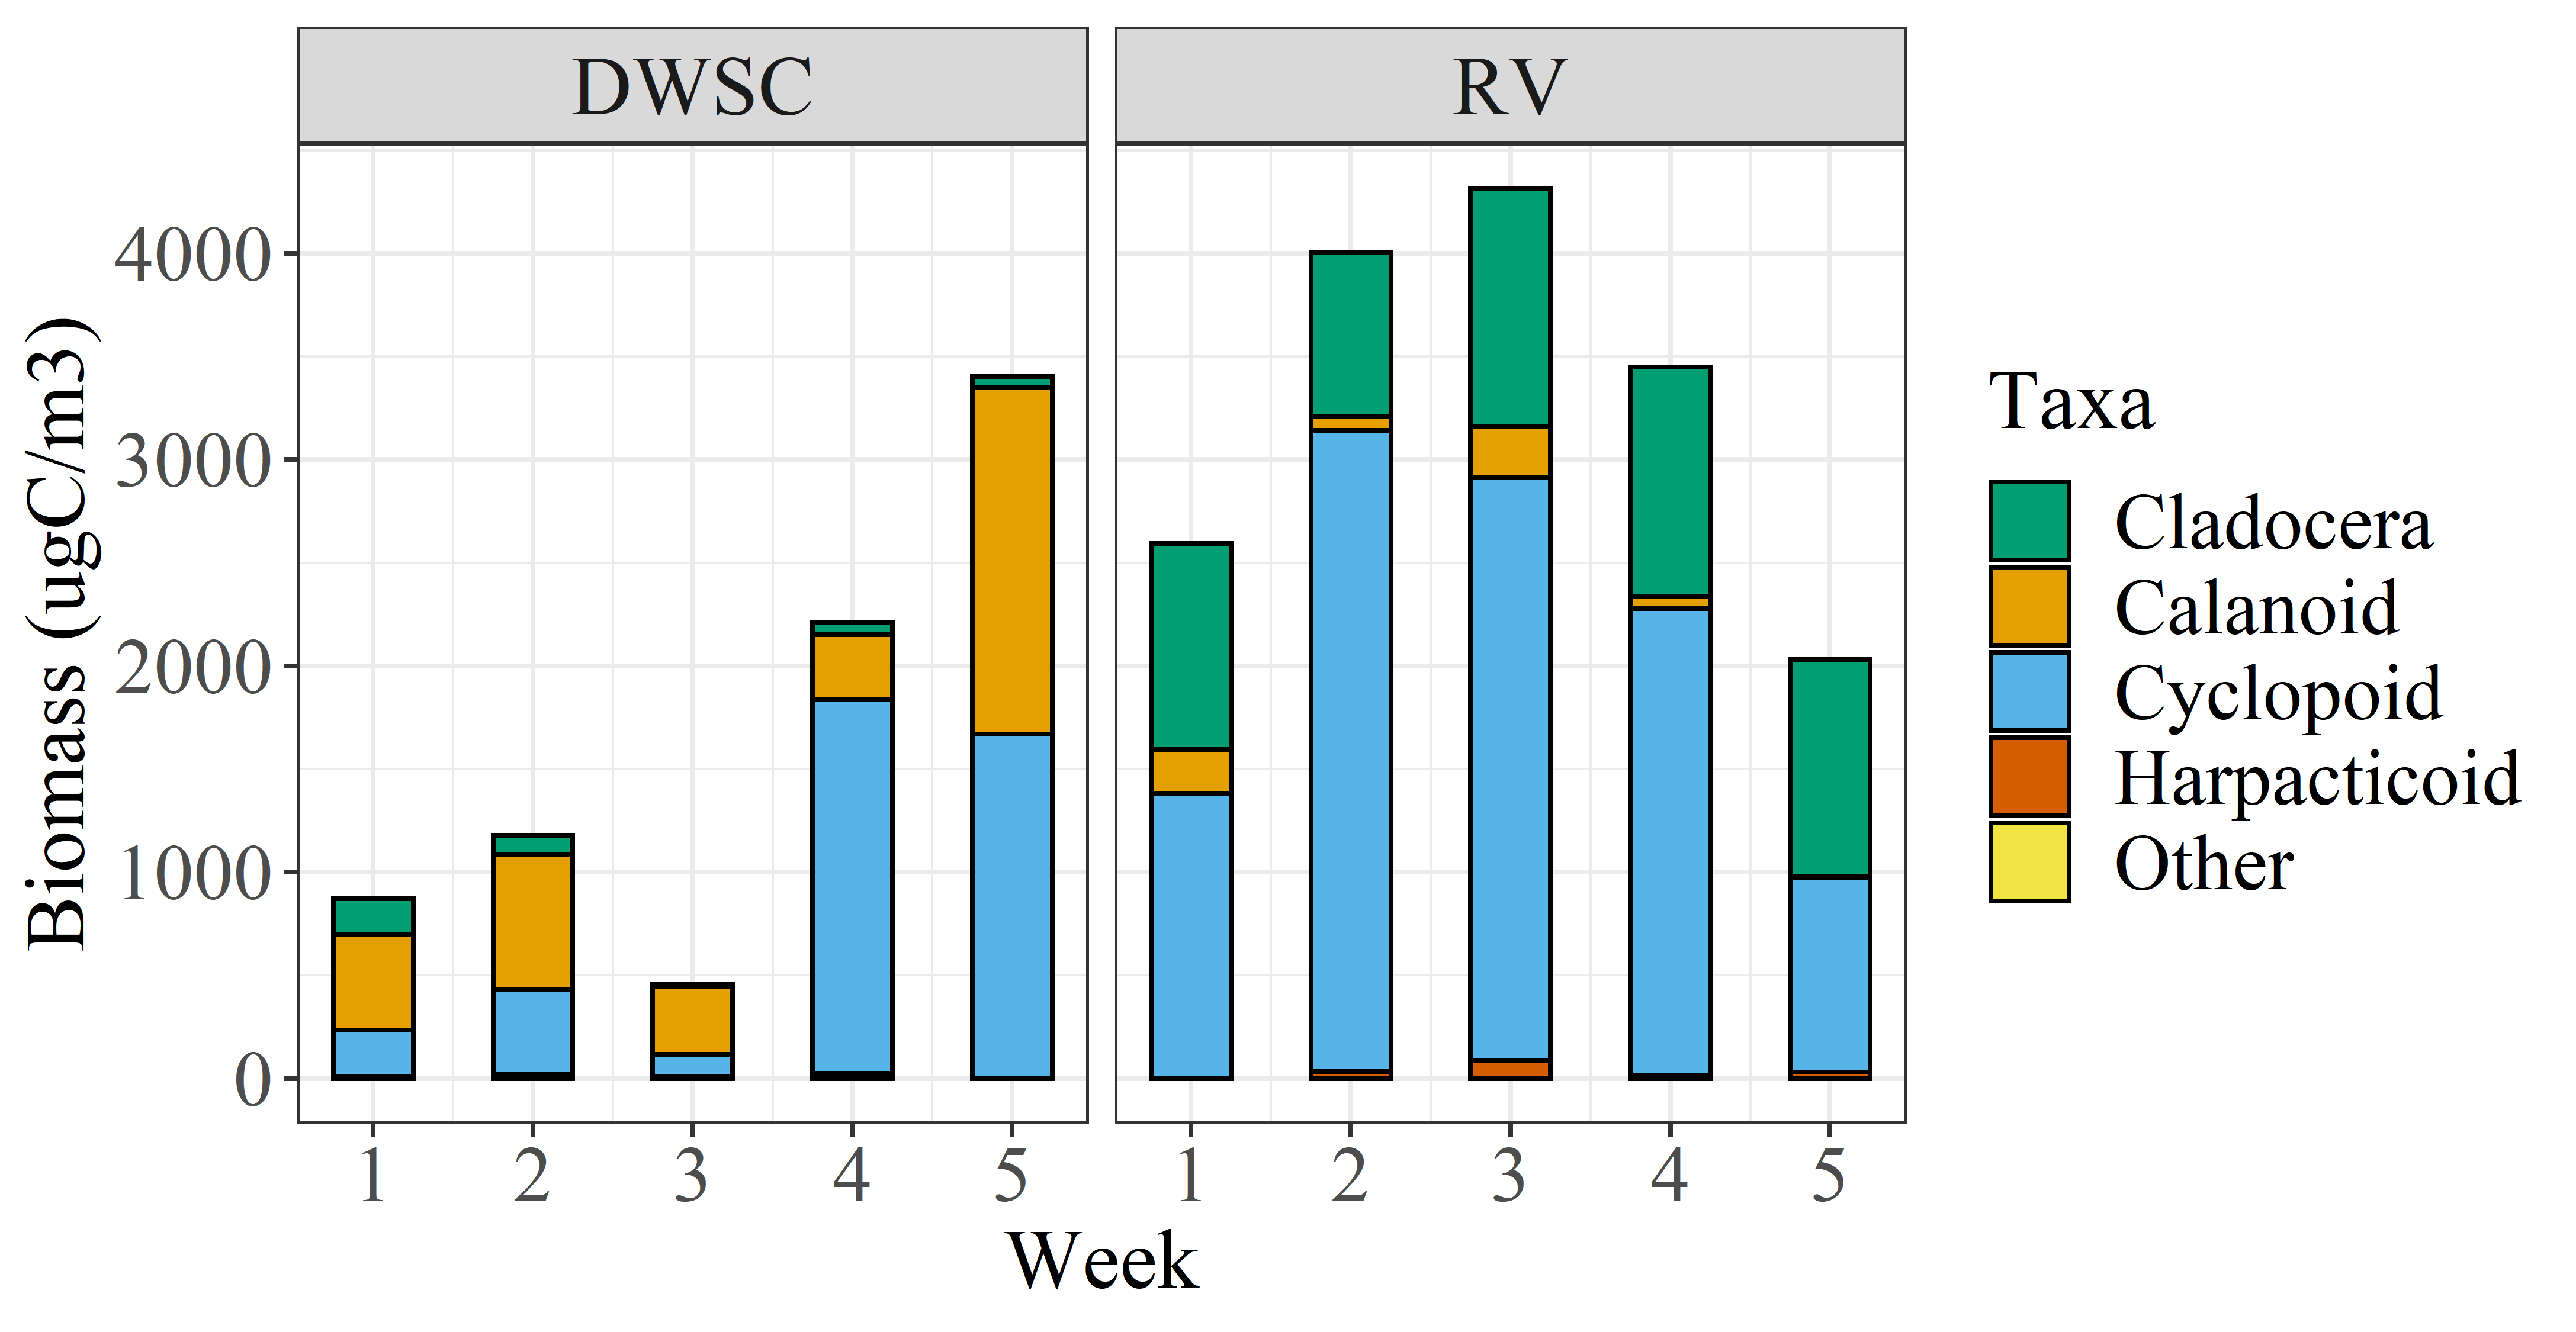 DWSC
RV
Biomass (ugC/m3)
4000
3000
2000
1000
0
1 2 3 4 5
1 2 3 4 5
Week
Taxa
Cladocera
Calanoid
Cyclopoid
Harpacticoid
Other